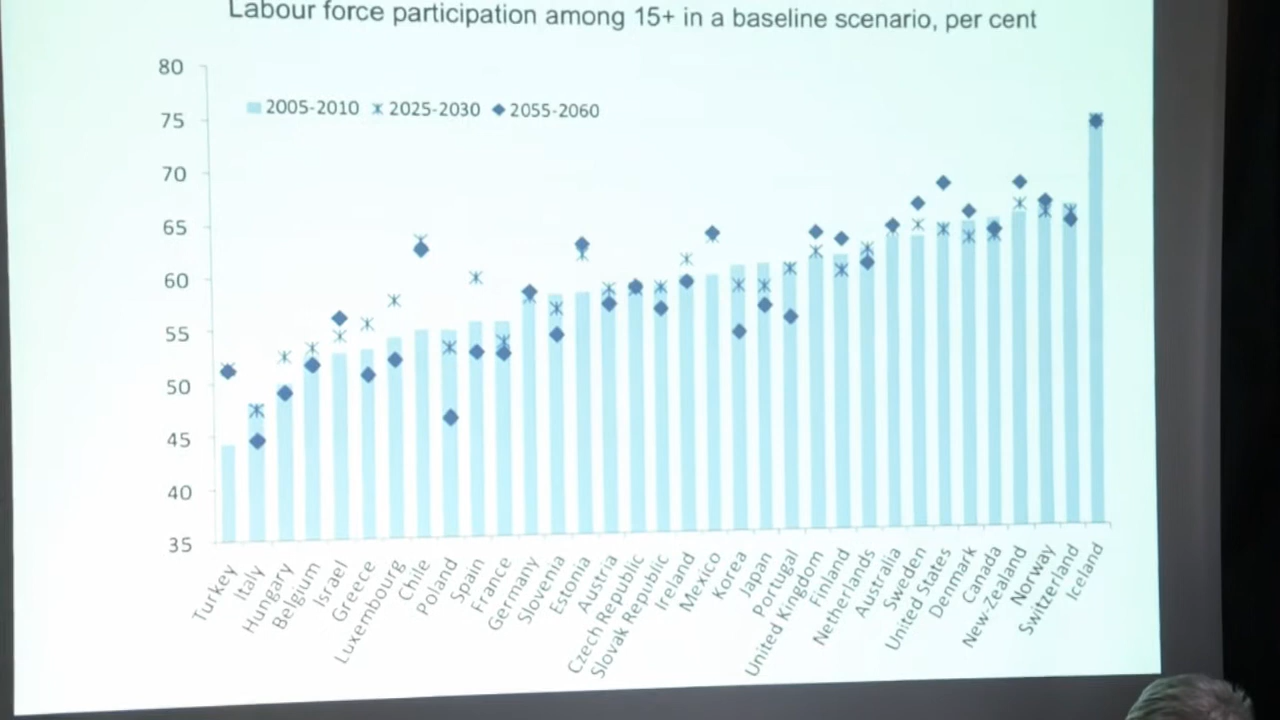 Labour force participation among 15+ in a baseline scenario, per cent
80
2005-2010 2025-2030 2055-2060
75
70
65
60
55
50
45
40
35
Turkey
Italy
Hungary
Belgium
Israel
Greece
Luxembourg
Chile
Poland
Spain
France
Germany
Slovenia
Estonia
Austria
Czech Republic
Slovak Republic
Ireland
Mexico
Korea
Japan
Portugal
United Kingdom
Finland
Netherlands
Australia
Sweden
United States
Denmark
Canada
New-Zealand
Norway
Switzerland
Iceland